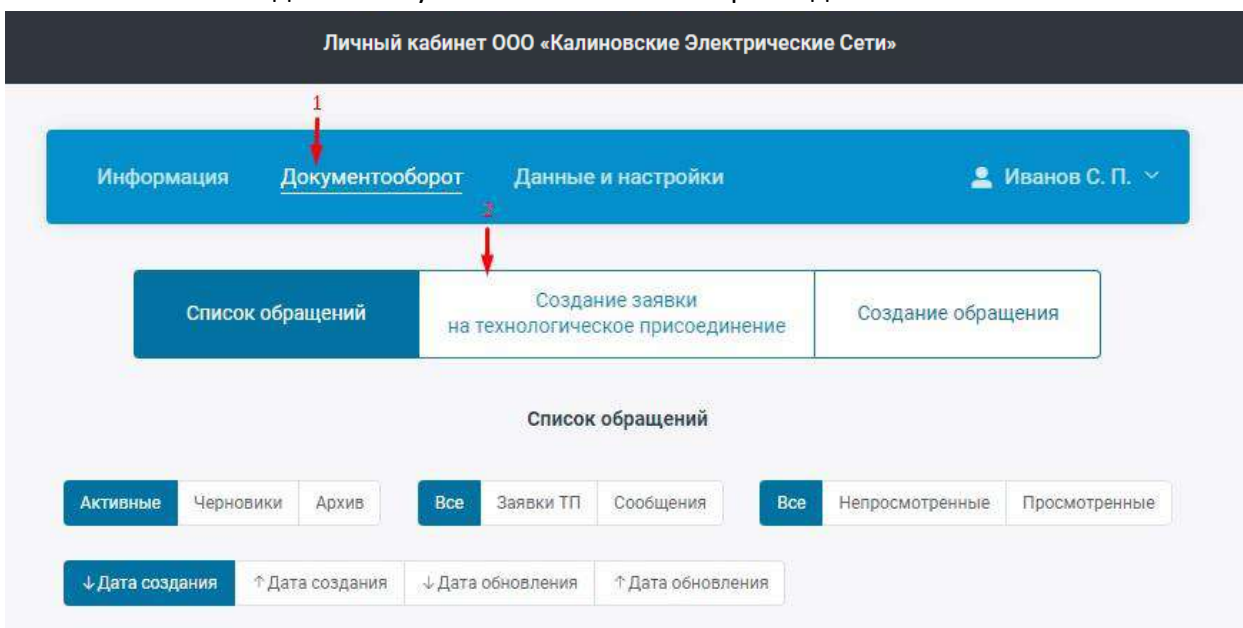 Личный кабинет ООО «Калиновские Электрические Сети»
1
Информация Документооборот Данные и настройки Иванов С. П.
2
Список обращений
Создание заявки
на технологическое присоединение
Создание обращения
Список обращений
Активные Черновики Архив Все Заявки ТП Сообщения Все Непросмотренные Просмотренные
↓Дата создания ↑Дата создания ↓Дата обновления ↑Дата обновления